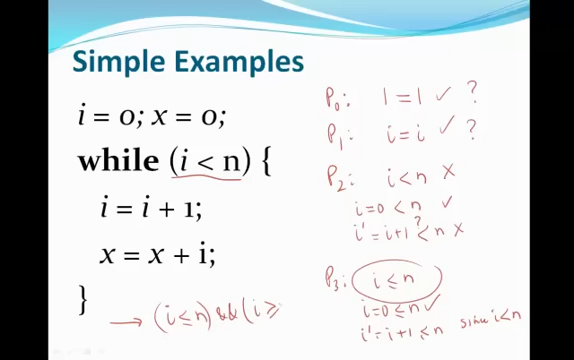 Simple Examples
i = 0; x = 0;
while (i < n) {
i = i + 1;
x = x + i;
}
→ (i ≤ n) && (i ≥
P₀: 1 = 1 ✓ ?
P₁: i = i ✓ ?
P₂: i < n ✗
i = 0 < n ✓
i' = i+1 <? n ✗
P₃: i ≤ n
i = 0 ≤ n ✓
i' = i+1 ≤ n since i < n